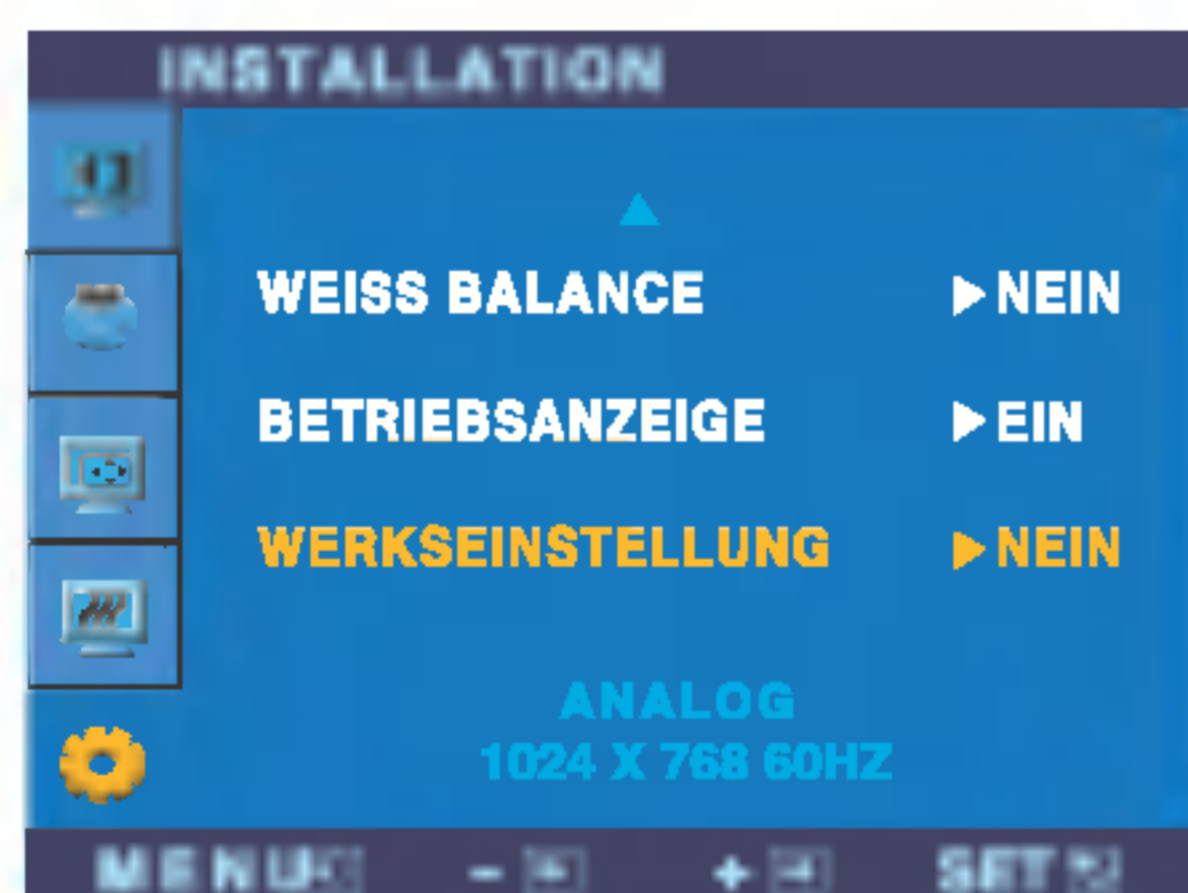 INSTALLATION
WEISS BALANCE ▶ NEIN
BETRIEBSANZEIGE ▶ EIN
WERKSEINSTELLUNG ▶ NEIN
ANALOG
1024 X 768 60HZ
MENU - + SET